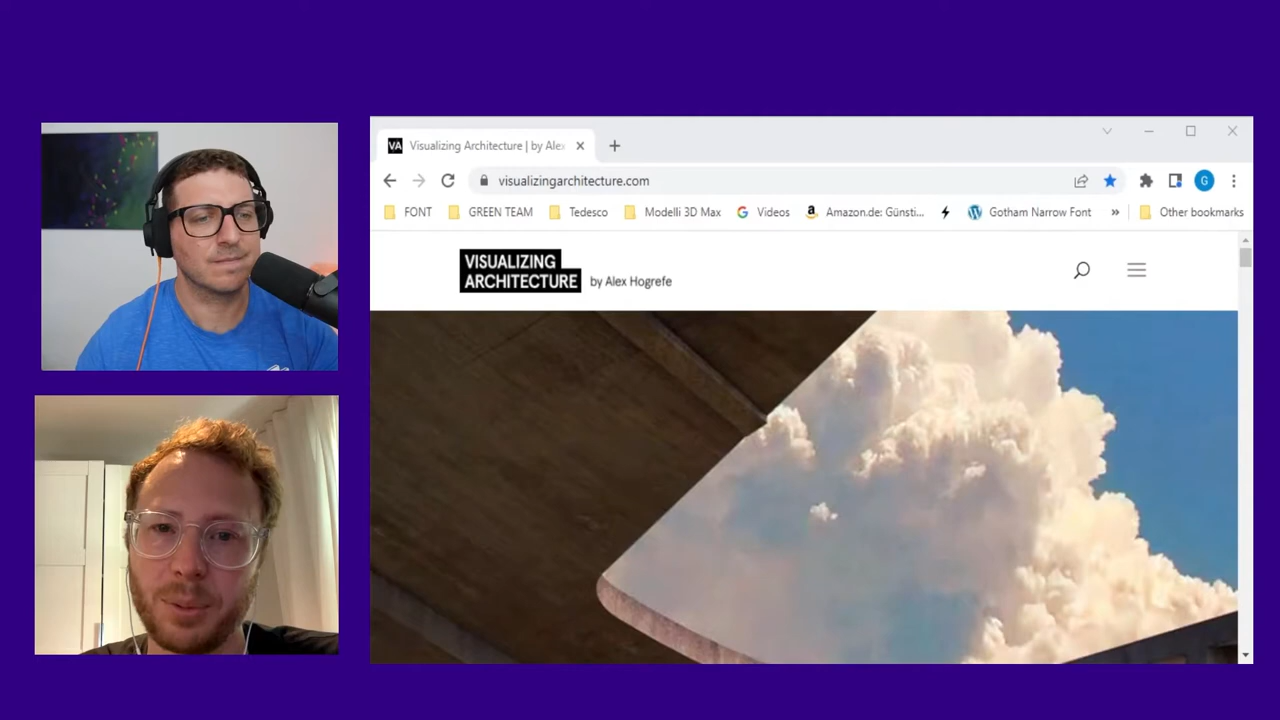 VA Visualizing Architecture | by Alex
visualizingarchitecture.com
G
FONT GREEN TEAM Tedesco Modelli 3D Max Videos Amazon.de: Günsti... Gotham Narrow Font » Other bookmarks
VISUALIZING
ARCHITECTURE by Alex Hogrefe